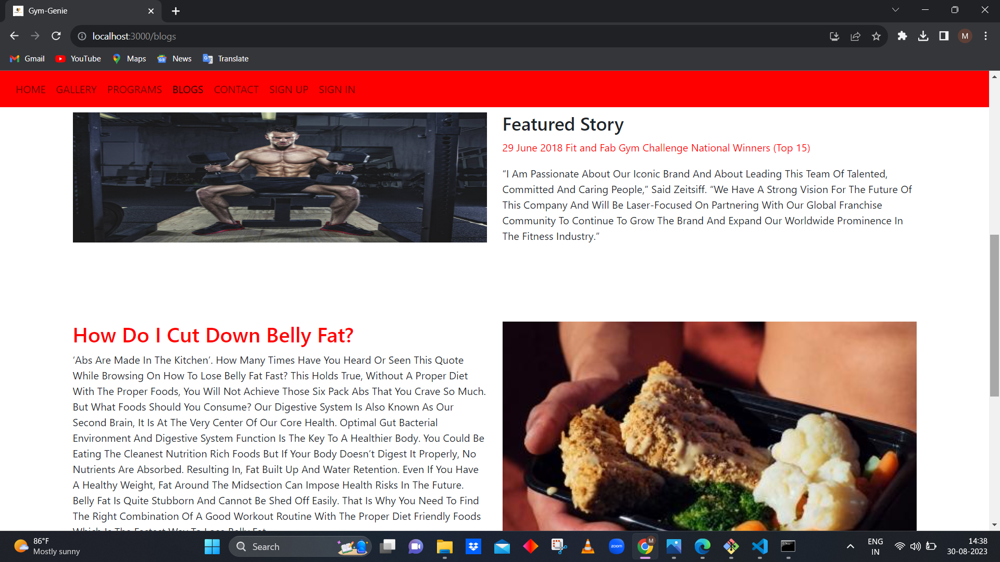 Gym-Genie
localhost:3000/blogs
M
Gmail
YouTube
Maps
News
Translate
HOME GALLERY PROGRAMS BLOGS CONTACT SIGN UP SIGN IN
Featured Story
29 June 2018 Fit and Fab Gym Challenge National Winners (Top 15)
“I Am Passionate About Our Iconic Brand And About Leading This Team Of Talented,
Committed And Caring People,” Said Zeitsiff. “We Have A Strong Vision For The Future Of
This Company And Will Be Laser-Focused On Partnering With Our Global Franchise
Community To Continue To Grow The Brand And Expand Our Worldwide Prominence In
The Fitness Industry.”
How Do I Cut Down Belly Fat?
‘Abs Are Made In The Kitchen’. How Many Times Have You Heard Or Seen This Quote
While Browsing On How To Lose Belly Fat Fast? This Holds True, Without A Proper Diet
With The Proper Foods, You Will Not Achieve Those Six Pack Abs That You Crave So Much.
But What Foods Should You Consume? Our Digestive System Is Also Known As Our
Second Brain, It Is At The Very Center Of Our Core Health. Optimal Gut Bacterial
Environment And Digestive System Function Is The Key To A Healthier Body. You Could Be
Eating The Cleanest Nutrition Rich Foods But If Your Body Doesn’t Digest It Properly, No
Nutrients Are Absorbed. Resulting In, Fat Built Up And Water Retention. Even If You Have
A Healthy Weight, Fat Around The Midsection Can Impose Health Risks In The Future.
Belly Fat Is Quite Stubborn And Cannot Be Shed Off Easily. That Is Why You Need To Find
The Right Combination Of A Good Workout Routine With The Proper Diet Friendly Foods
Which Is The Fastest Way To Lose Belly Fat
86°F
Mostly sunny
Search
zoom
M
ENG
IN
14:38
30-08-2023